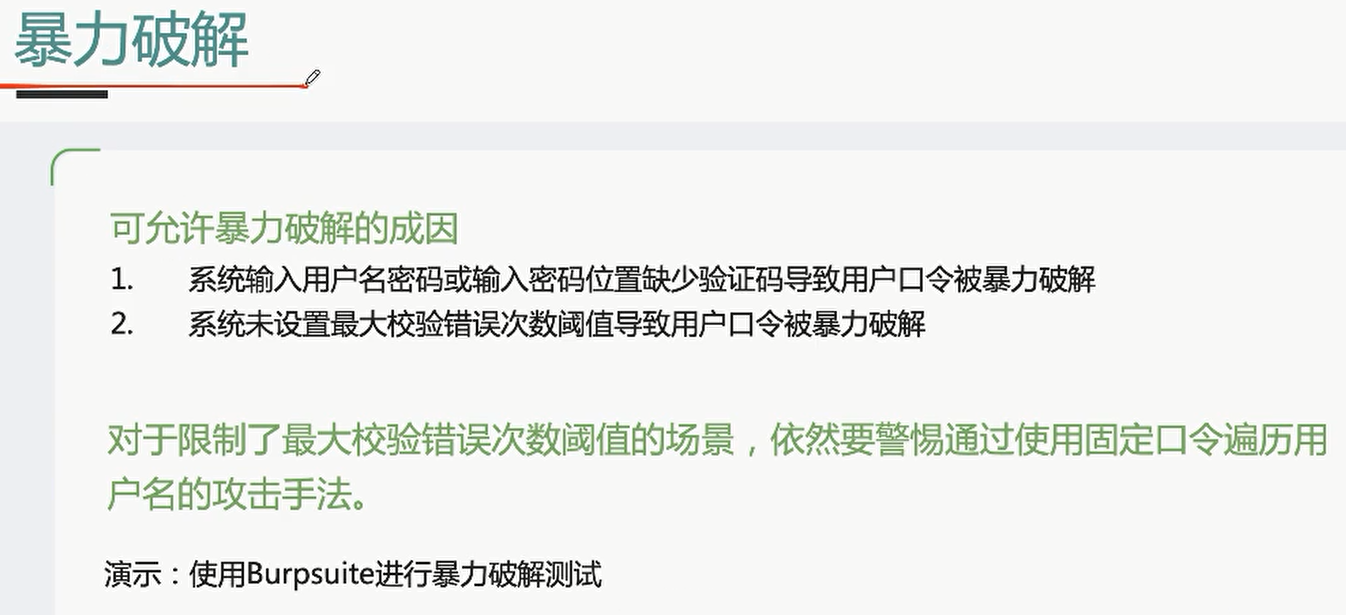 暴力破解
可允许暴力破解的成因
1. 系统输入用户名密码或输入密码位置缺少验证码导致用户口令被暴力破解
2. 系统未设置最大校验错误次数阈值导致用户口令被暴力破解
对于限制了最大校验错误次数阈值的场景，依然要警惕通过使用固定口令遍历用
户名的攻击手法。
演示：使用Burpsuite进行暴力破解测试